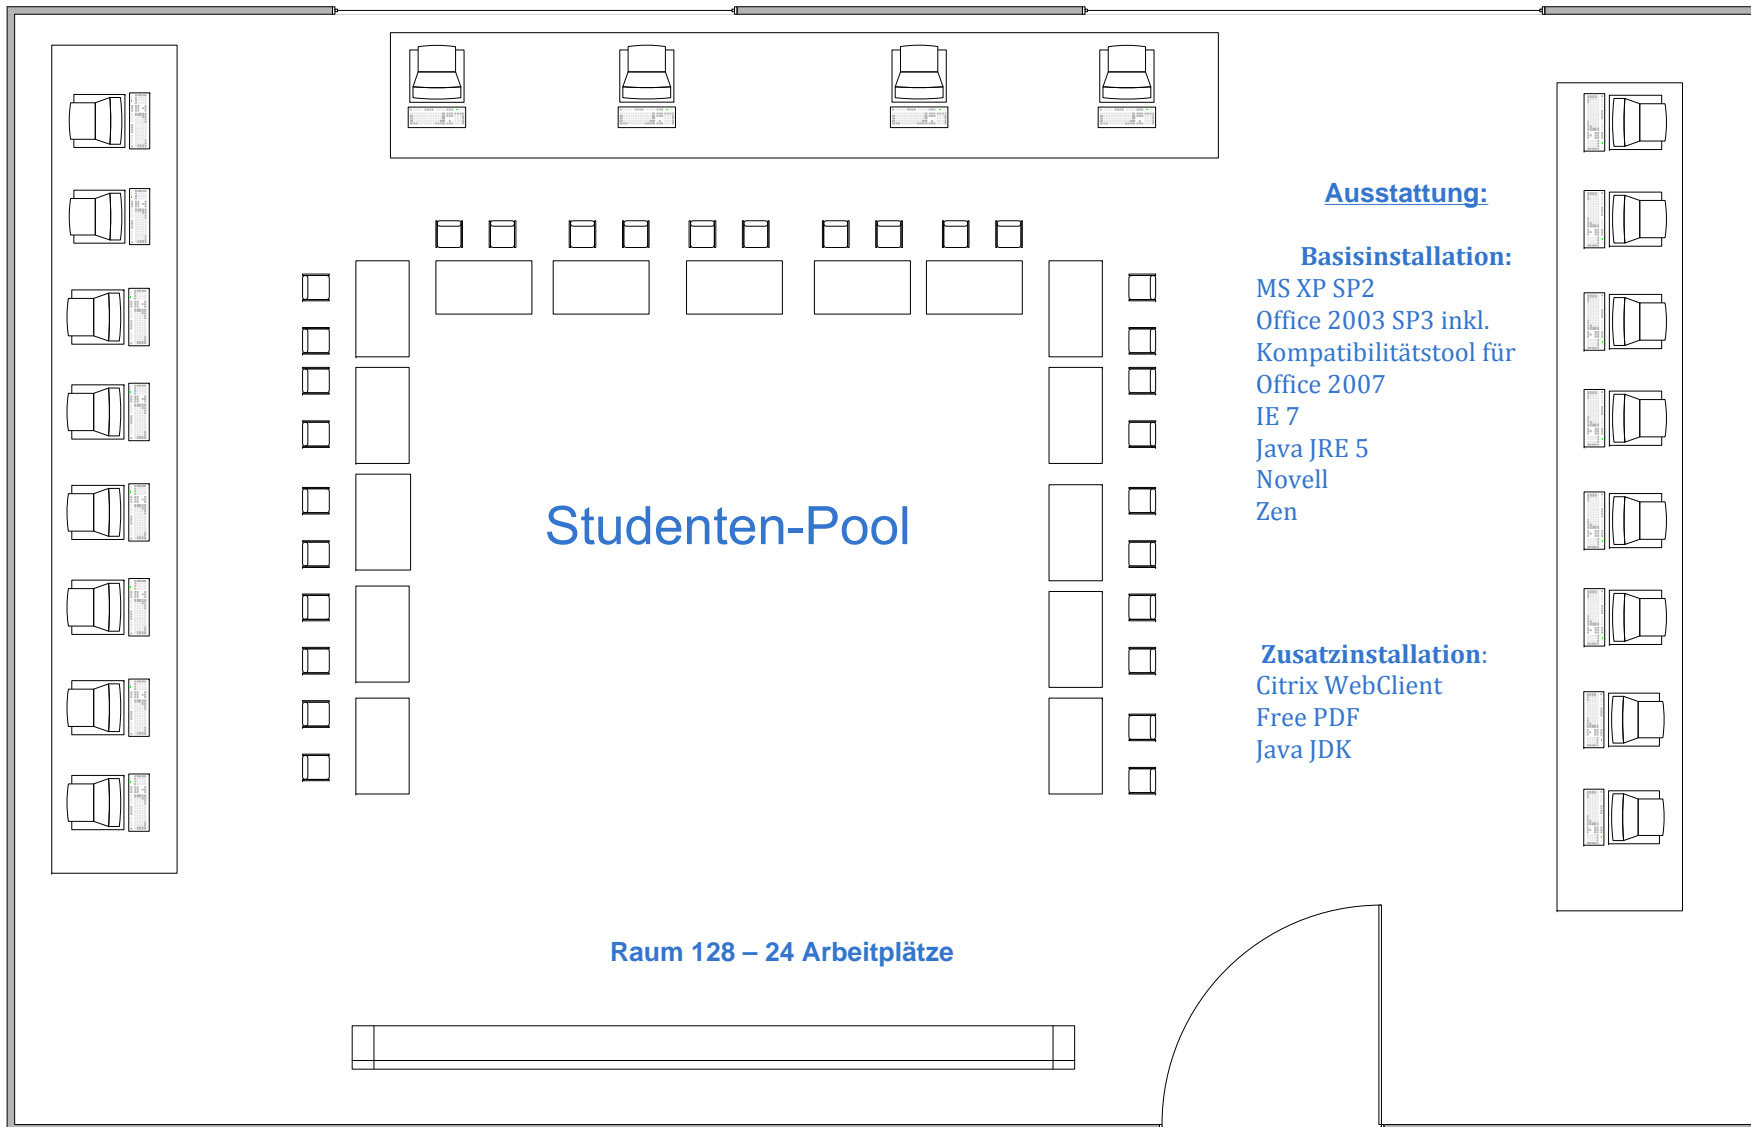 Ausstattung:
Basisinstallation:
MS XP SP2
Office 2003 SP3 inkl.
Kompatibilitätstool für
Office 2007
IE 7
Java JRE 5
Novell
Zen
Studenten-Pool
Zusatzinstallation:
Citrix WebClient
Free PDF
Java JDK
Raum 128 – 24 Arbeitplätze